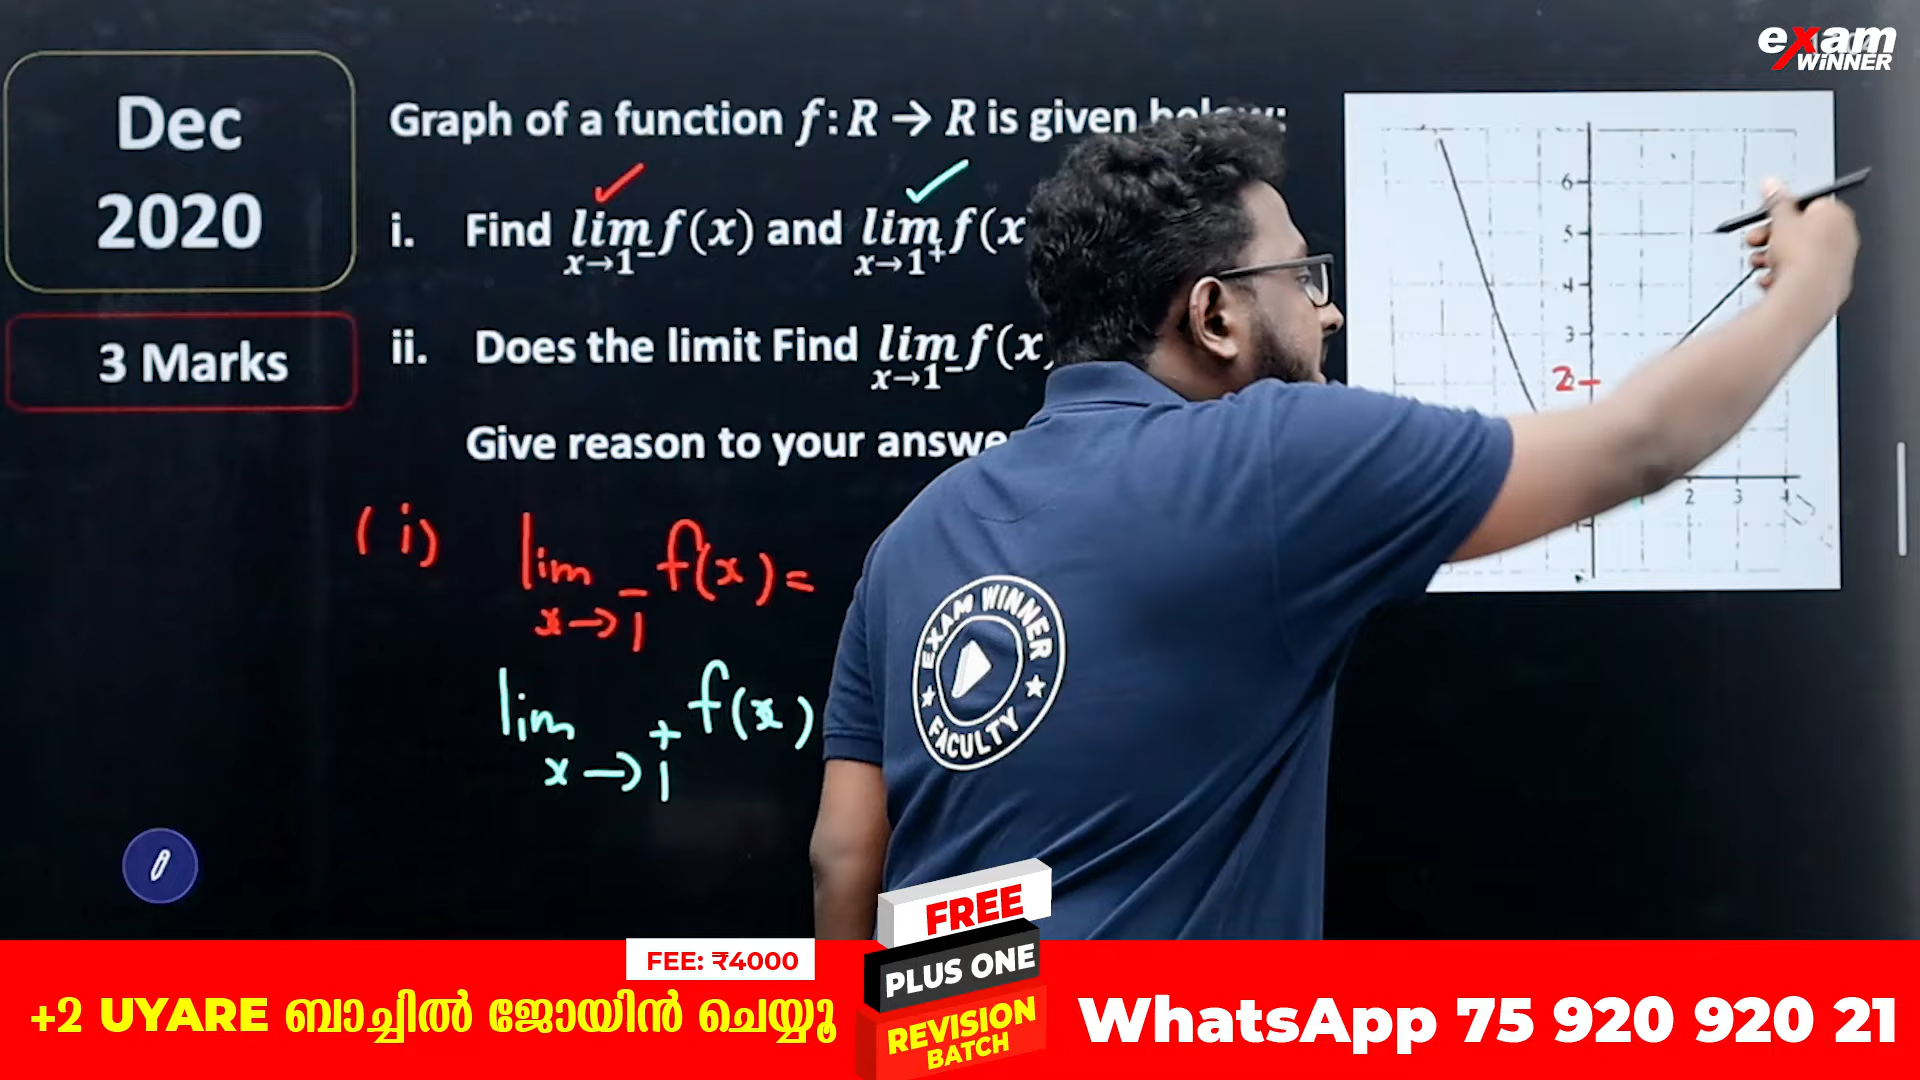 exam
WINNER
Dec
2020
3 Marks
Graph of a function f: R → R is given below:
i. Find lim x→1⁻ f(x) and lim x→1⁺ f(x
ii. Does the limit Find lim x→1⁻ f(x)
Give reason to your answe
(i) lim x→1⁻ f(x) =
lim x→1⁺ f(x)
6
5
4
3
2
2 3 4
EXAM WINNER
FACULTY
FEE: ₹4000
+2 UYARE ബാച്ചിൽ ജോയിൻ ചെയ്യൂ
FREE
PLUS ONE
REVISION
BATCH
WhatsApp 75 920 920 21